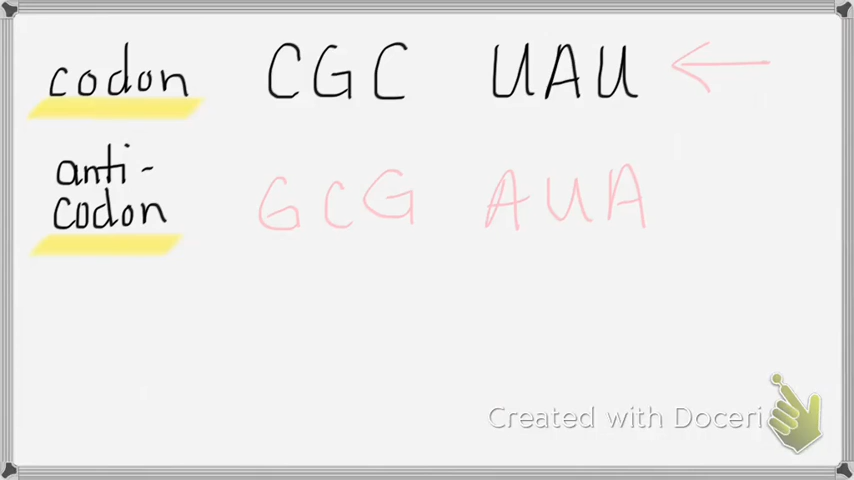 codon CGC UAU
anti-
codon GCG AUA
Created with Doceri